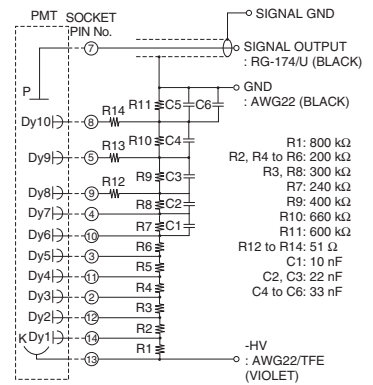 PMT SOCKET
PIN No.
SIGNAL GND
7
SIGNAL OUTPUT
: RG-174/U (BLACK)
P
GND
: AWG22 (BLACK)
R11 C5 C6
R14
Dy10 8
R10 C4
R13
Dy9 5
R9 C3
R12
Dy8 9
R8 C2
Dy7 4
R7 C1
Dy6 10
R6
Dy5 3
R5
Dy4 11
R4
Dy3 2
R3
Dy2 12
R2
Dy1 14
R1
K
13
R1: 800 kΩ
R2, R4 to R6: 200 kΩ
R3, R8: 300 kΩ
R7: 240 kΩ
R9: 400 kΩ
R10: 660 kΩ
R11: 600 kΩ
R12 to R14: 51 Ω
C1: 10 nF
C2, C3: 22 nF
C4 to C6: 33 nF
-HV
: AWG22/TFE
(VIOLET)